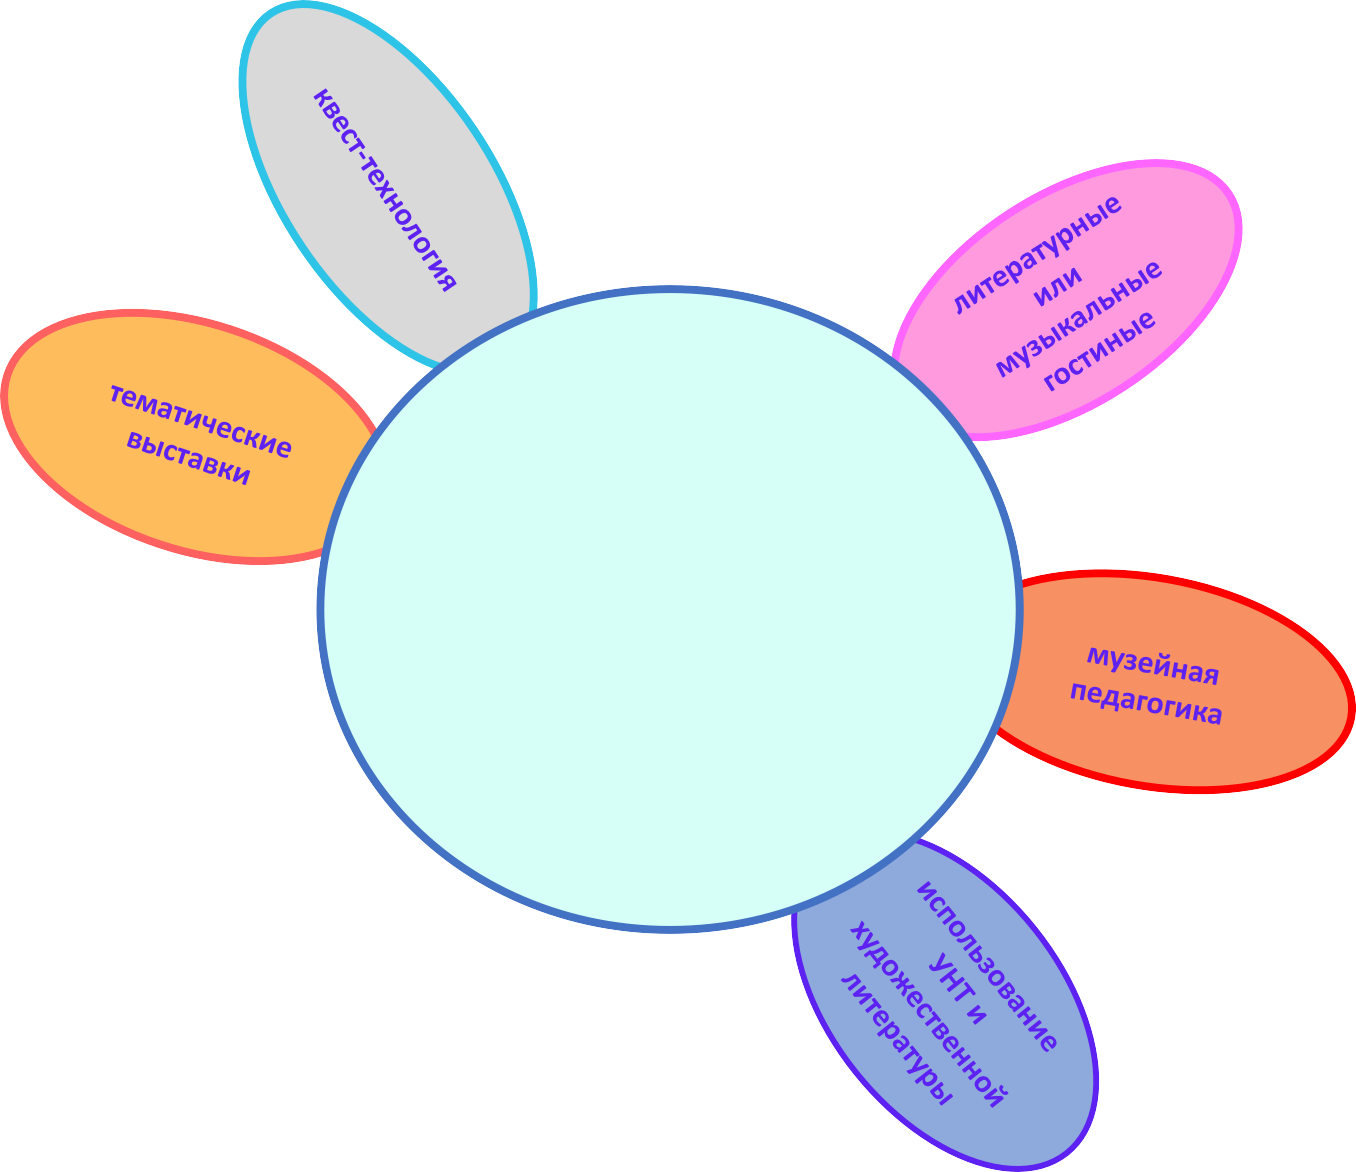 квест-технология
литературные
или
музыкальные
гостиные
тематические
выставки
музейная
педагогика
использование
УНТ и
художественной
литературы